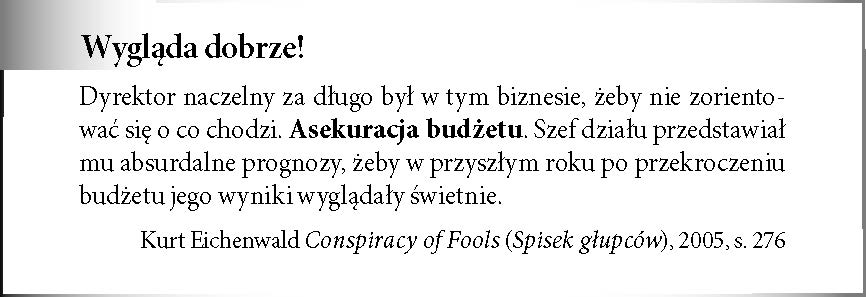 Wygląda dobrze!
Dyrektor naczelny za długo był w tym biznesie, żeby nie zoriento-
wać się o co chodzi. Asekuracja budżetu. Szef działu przedstawiał
mu absurdalne prognozy, żeby w przyszłym roku po przekroczeniu
budżetu jego wyniki wyglądały świetnie.
Kurt Eichenwald Conspiracy of Fools (Spisek głupców), 2005, s. 276